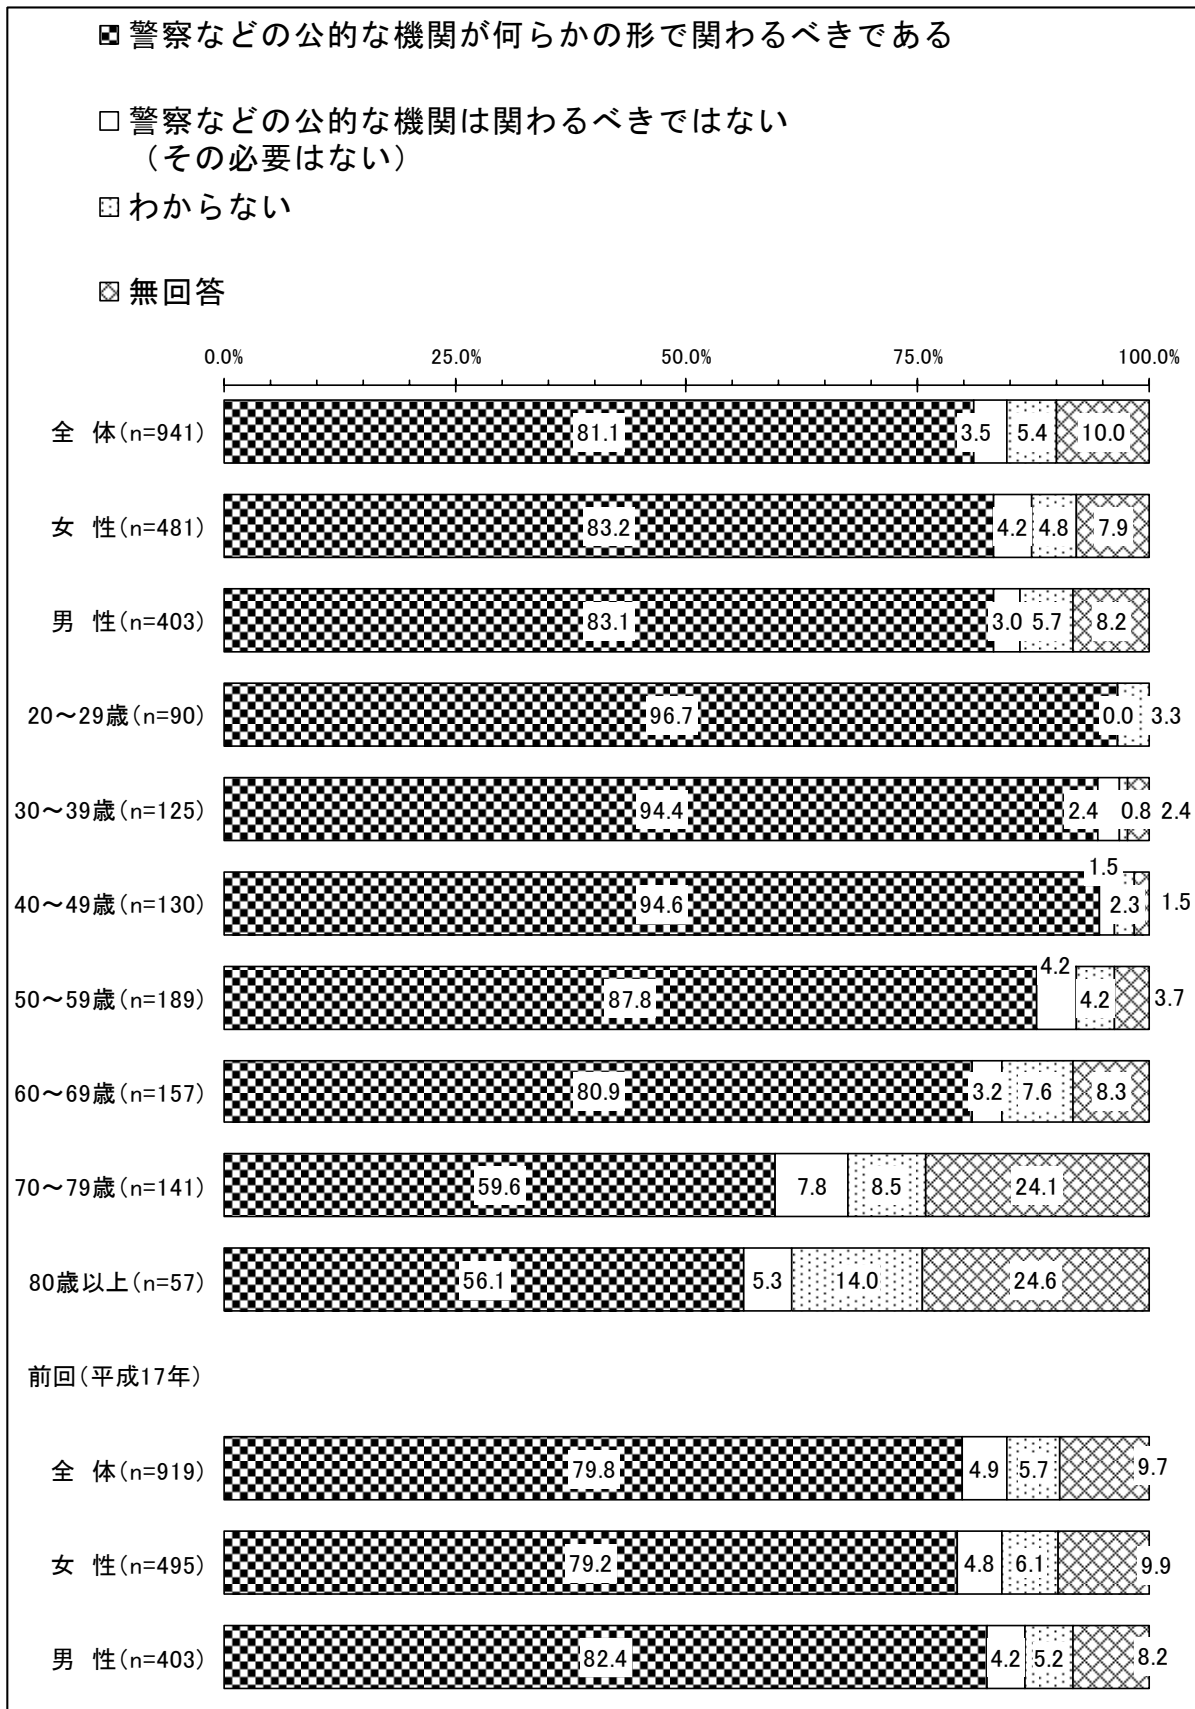 警察などの公的な機関が何らかの形で関わるべきである
警察などの公的な機関は関わるべきではない
（その必要はない）
わからない
無回答
0.0% 25.0% 50.0% 75.0% 100.0%
全 体(n=941) 81.1 3.5 5.4 10.0
女 性(n=481) 83.2 4.2 4.8 7.9
男 性(n=403) 83.1 3.0 5.7 8.2
20～29歳(n=90) 96.7 0.0 3.3
30～39歳(n=125) 94.4 2.4 0.8 2.4
1.5
40～49歳(n=130) 94.6 2.3 1.5
4.2
50～59歳(n=189) 87.8 4.2 3.7
60～69歳(n=157) 80.9 3.2 7.6 8.3
70～79歳(n=141) 59.6 7.8 8.5 24.1
80歳以上(n=57) 56.1 5.3 14.0 24.6
前回(平成17年)
全 体(n=919) 79.8 4.9 5.7 9.7
女 性(n=495) 79.2 4.8 6.1 9.9
男 性(n=403) 82.4 4.2 5.2 8.2